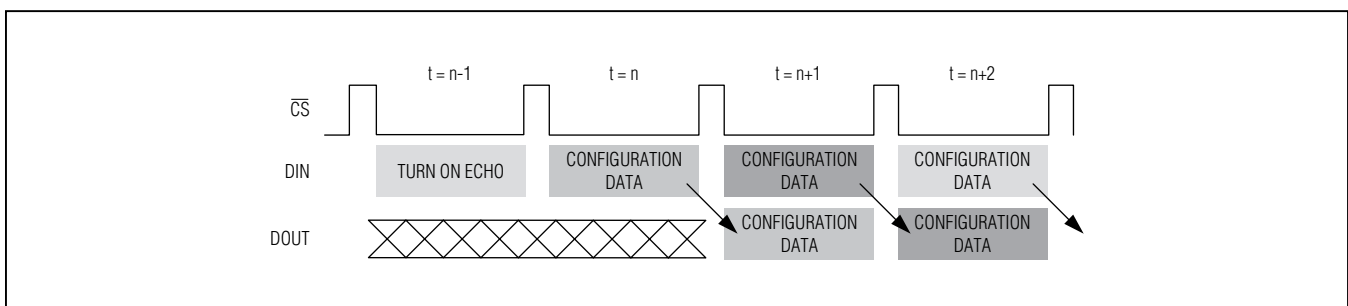 t = n-1 t = n t = n+1 t = n+2
CS
DIN TURN ON ECHO CONFIGURATION DATA CONFIGURATION DATA CONFIGURATION DATA
DOUT CONFIGURATION DATA CONFIGURATION DATA